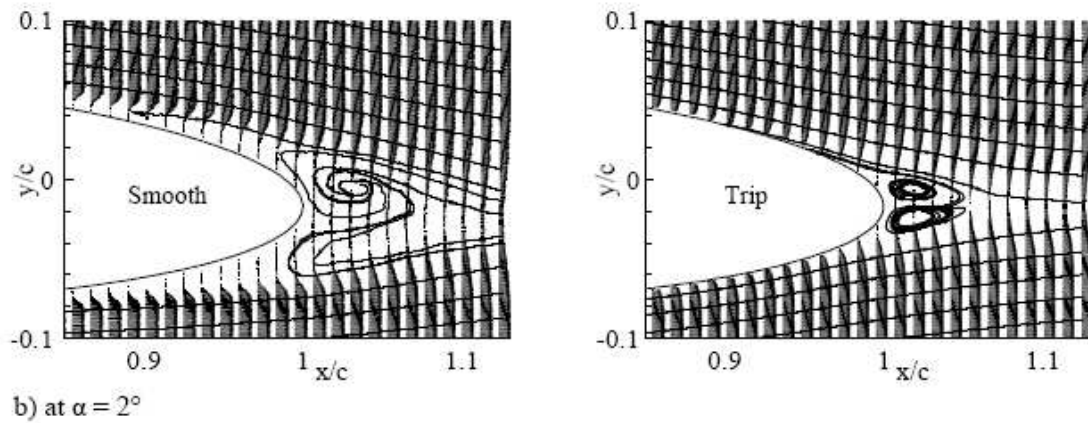 0.1
y/c
0
-0.1
Smooth
0.9
1
x/c
1.1
0.1
y/c
0
-0.1
Trip
0.9
1
x/c
1.1
b) at α = 2°